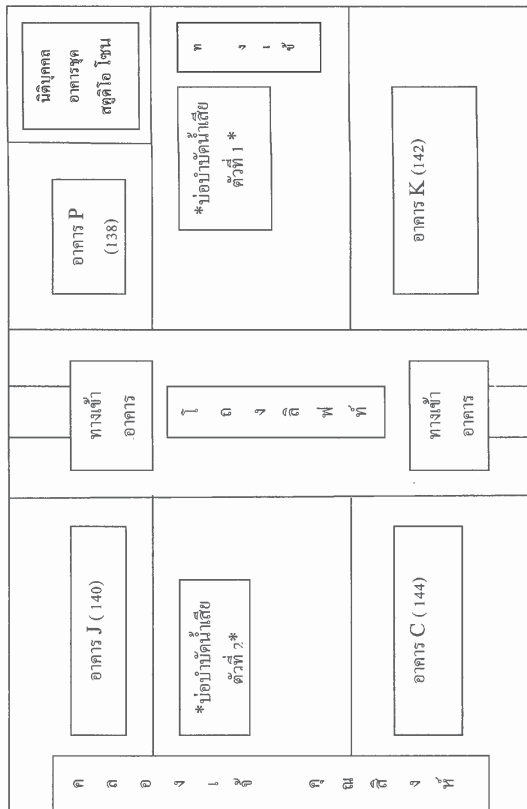 ค ล อ ง เ จ้ คุ ณ สิ ง ห์
อาคาร J (140)
ทางเข้า
อาคาร
อาคาร P
(138)
นิติบุคคล
อาคารชุด
สตูดิโอ โซน
*บ่อบำบัดน้ำเสีย
ตัวที่ 2*
โ ถ ง ลิ ฟ ท์
*บ่อบำบัดน้ำเสีย
ตัวที่ 1 *
อาคาร C (144)
ทางเข้า
อาคาร
อาคาร K (142)